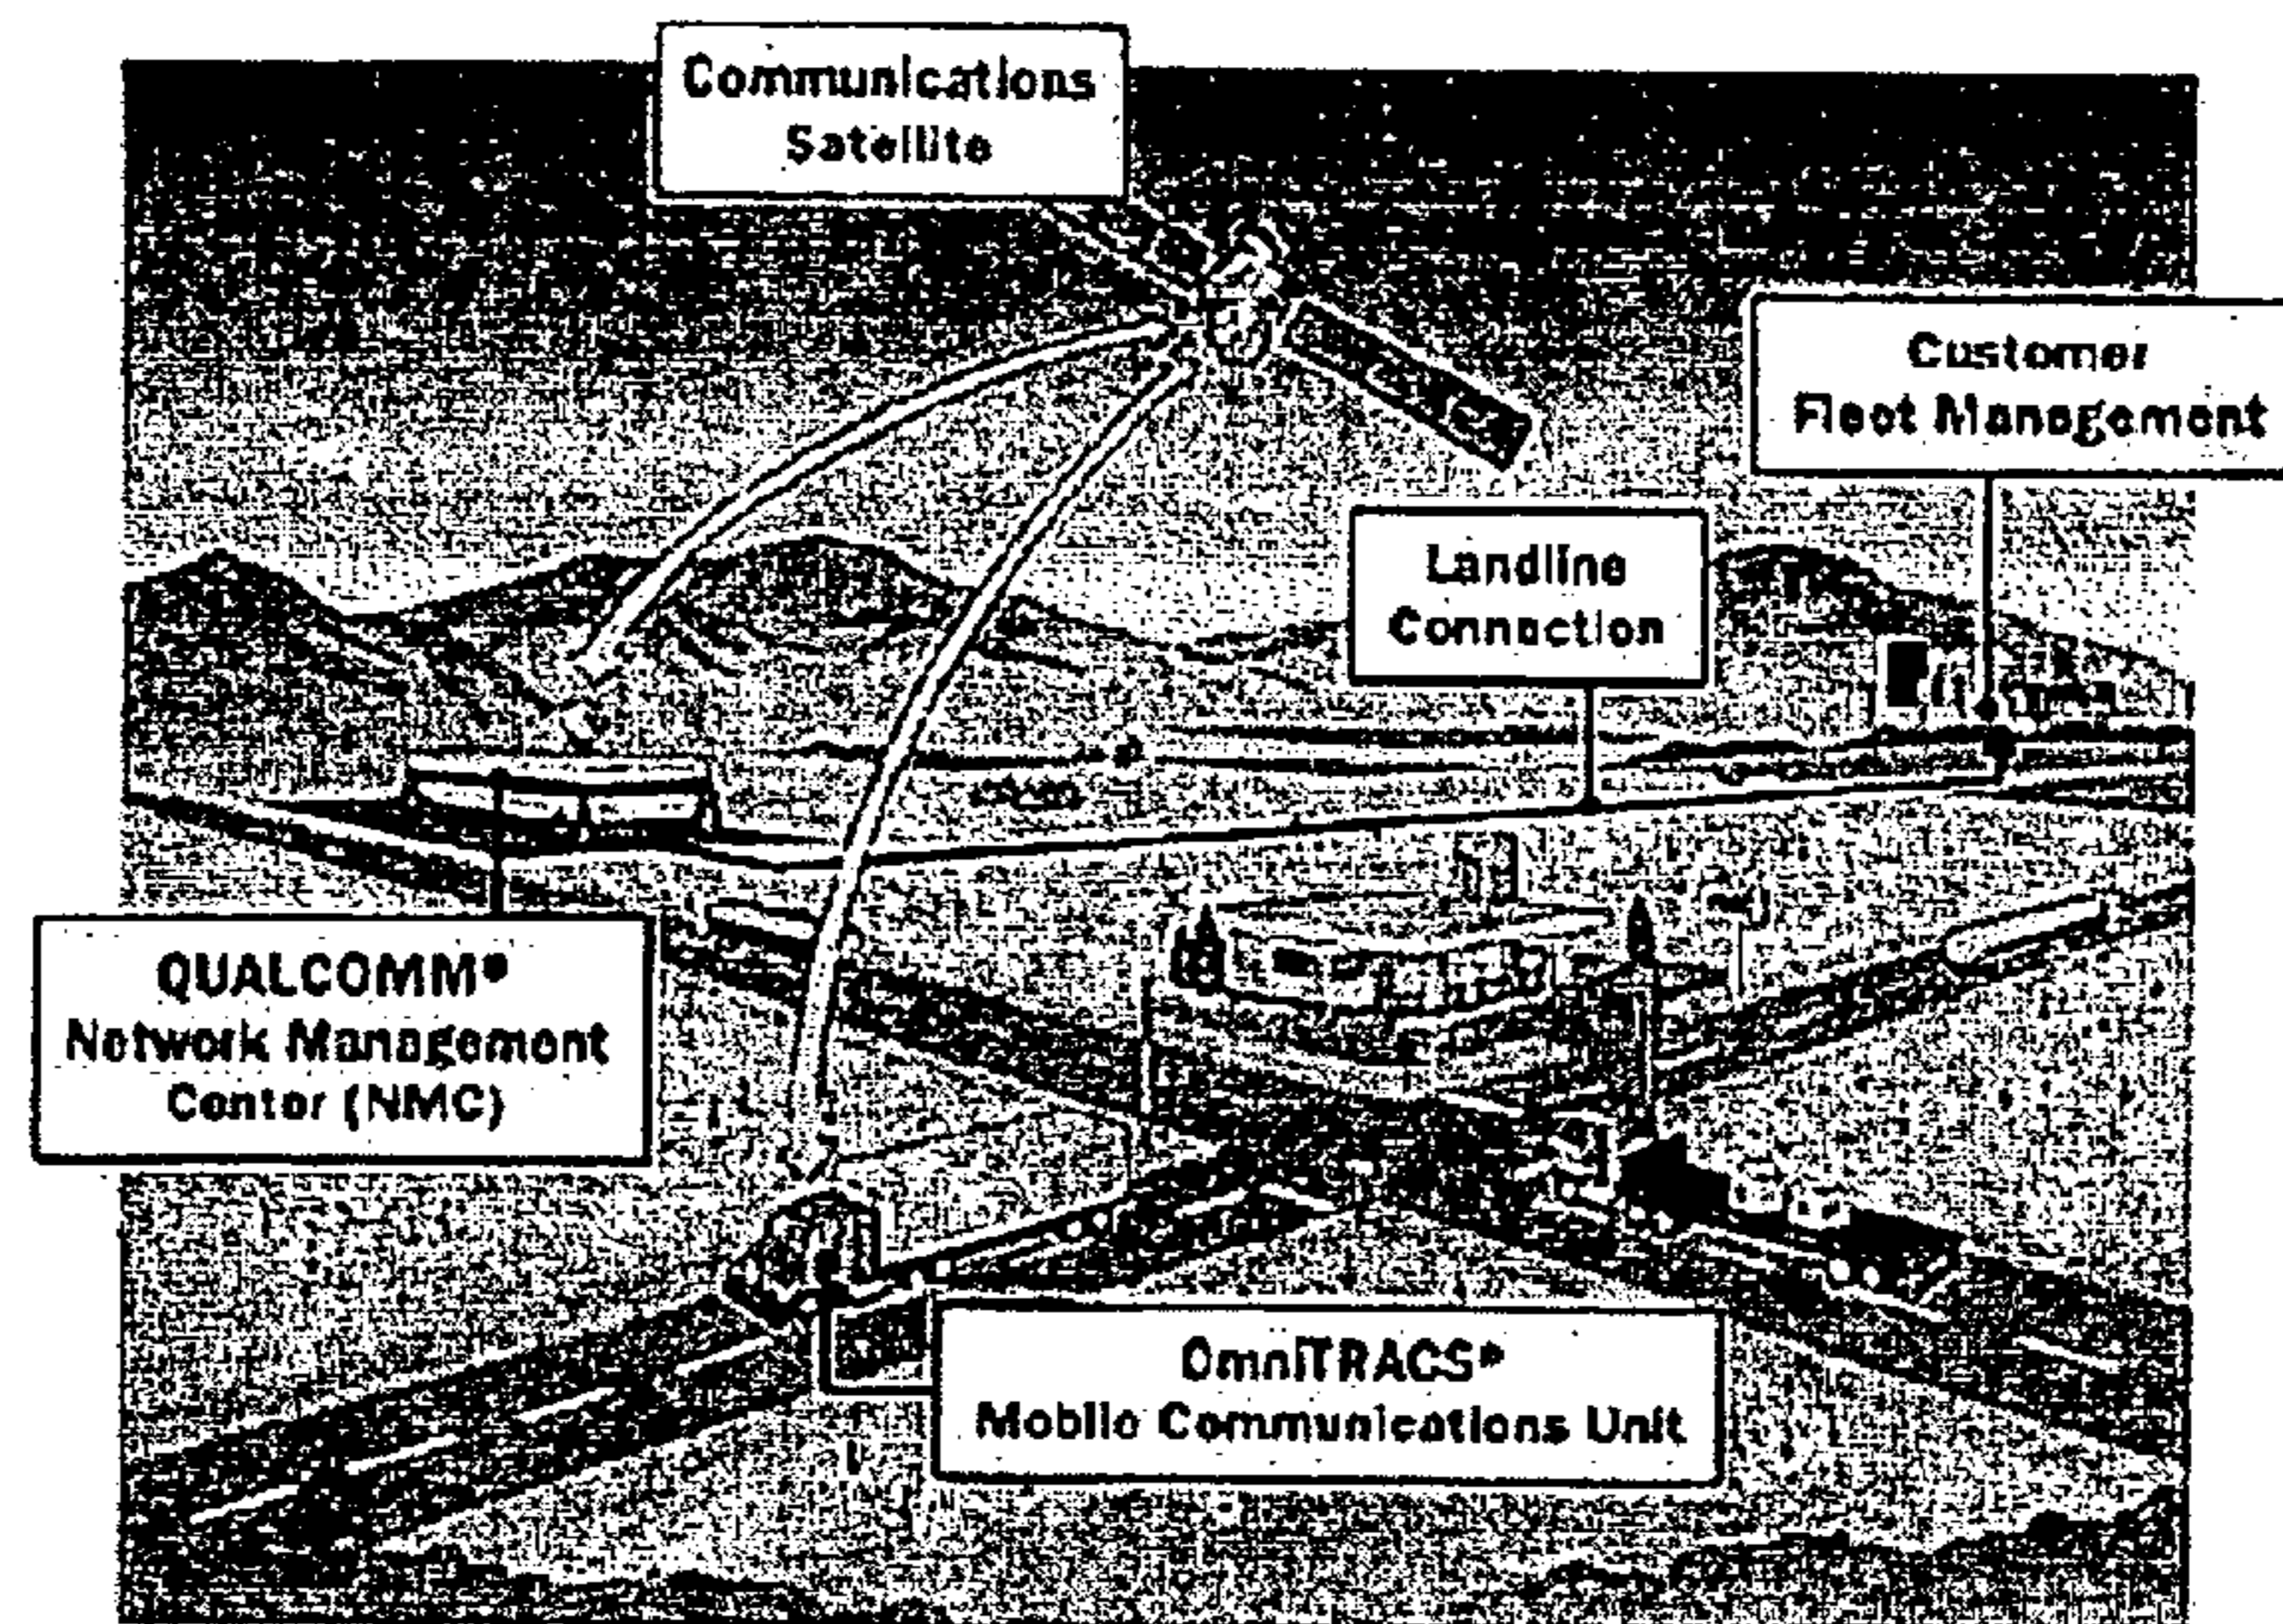 Communications
Satellite
Customer
Fleet Management
Landline
Connection
QUALCOMM®
Network Management
Center (NMC)
OmniTRACS®
Mobile Communications Unit